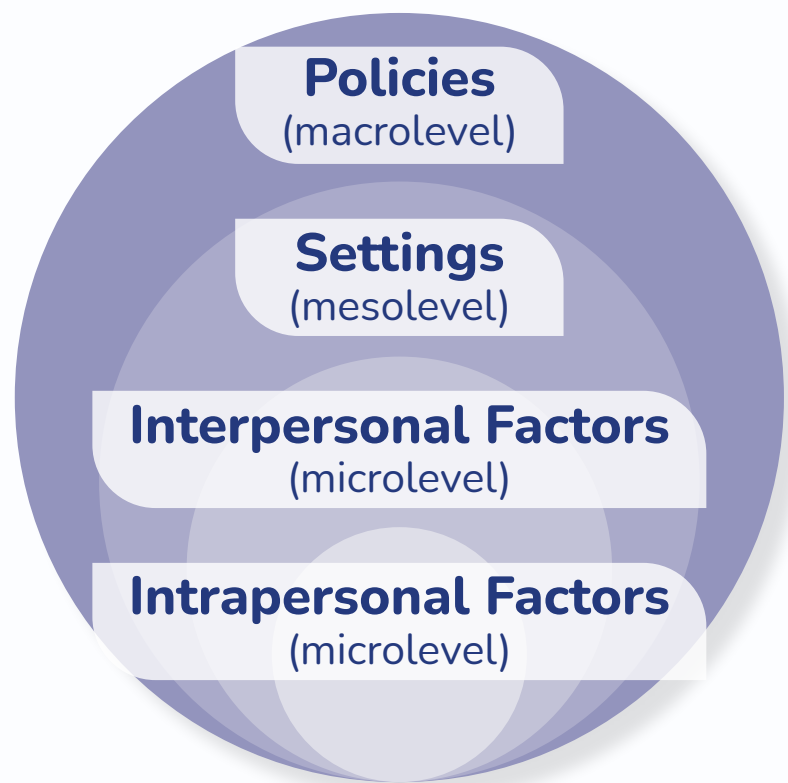 Policies
(macrolevel)
Settings
(mesolevel)
Interpersonal Factors
(microlevel)
Intrapersonal Factors
(microlevel)